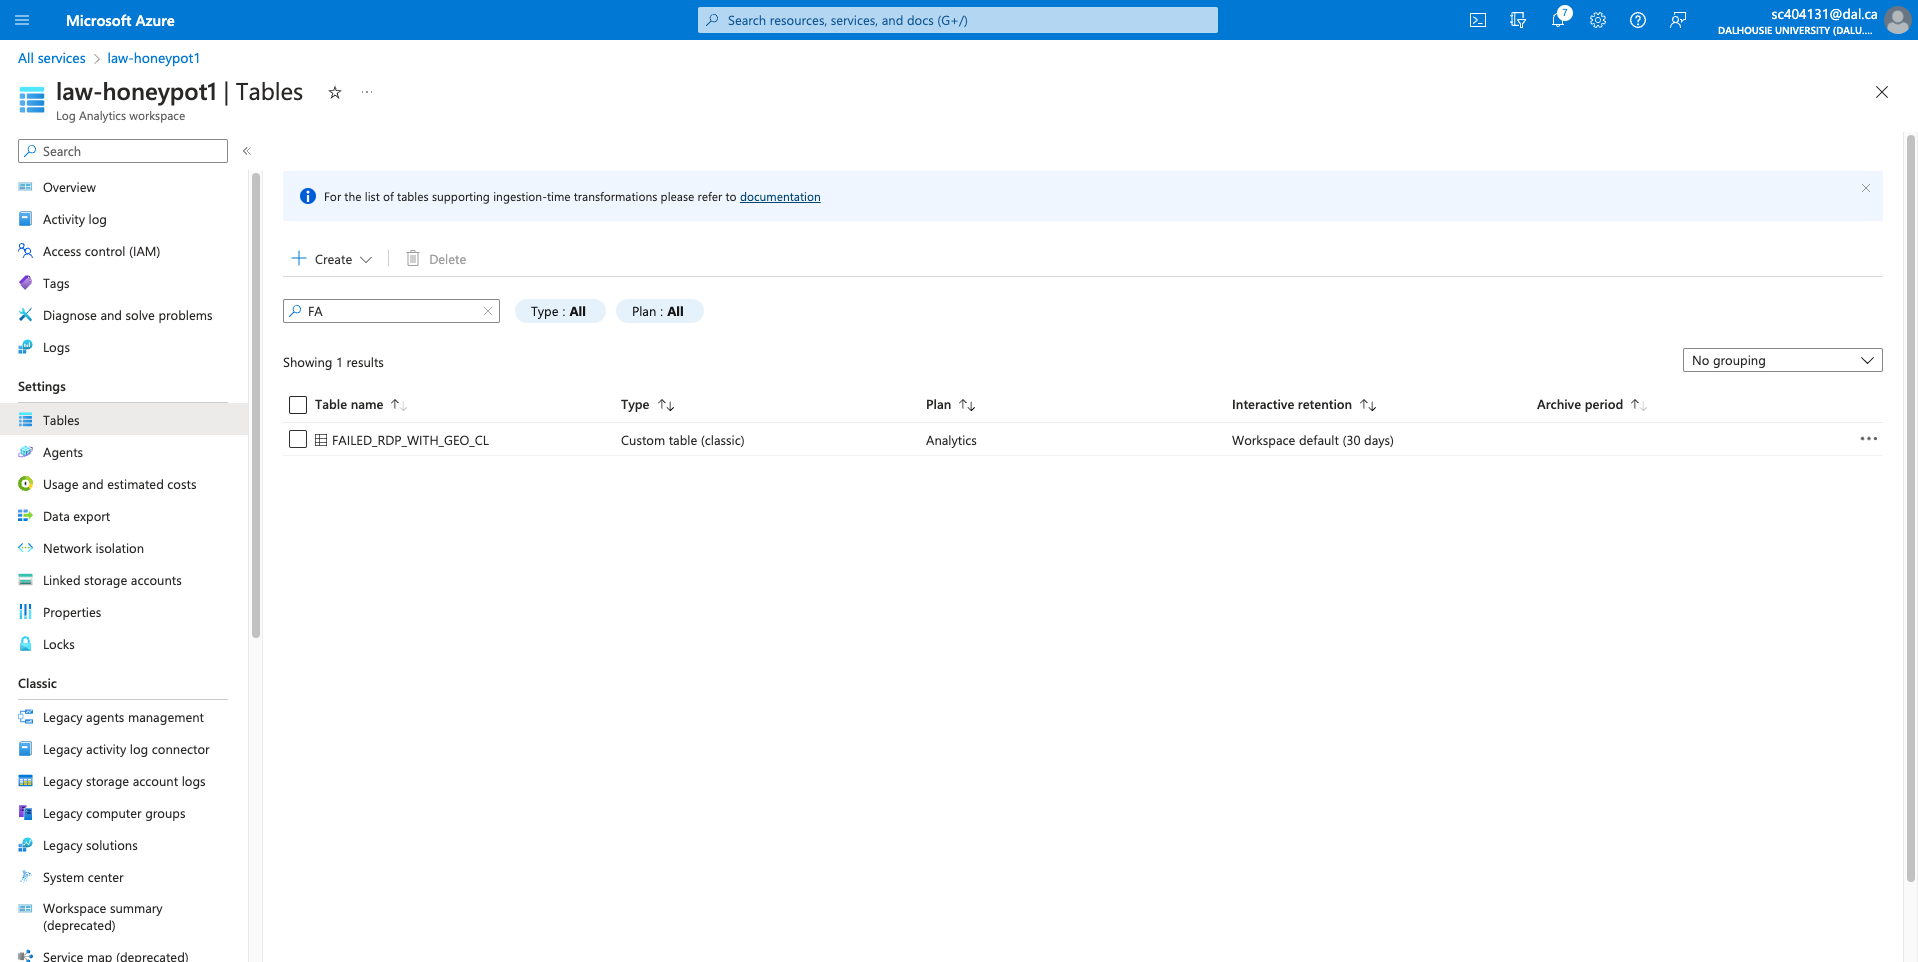 Microsoft Azure
Search resources, services, and docs (G+/)
7
sc404131@dal.ca
DALHOUSIE UNIVERSITY (DALU....
All services
law-honeypot1
law-honeypot1 | Tables
Log Analytics workspace
Search
Overview
Activity log
Access control (IAM)
Tags
Diagnose and solve problems
Logs
Settings
Tables
Agents
Usage and estimated costs
Data export
Network isolation
Linked storage accounts
Properties
Locks
Classic
Legacy agents management
Legacy activity log connector
Legacy storage account logs
Legacy computer groups
Legacy solutions
System center
Workspace summary
(deprecated)
Service map (deprecated)
For the list of tables supporting ingestion-time transformations please refer to documentation
Create
Delete
FA
Type : All
Plan : All
Showing 1 results
No grouping
Table name
Type
Plan
Interactive retention
Archive period
FAILED_RDP_WITH_GEO_CL
Custom table (classic)
Analytics
Workspace default (30 days)